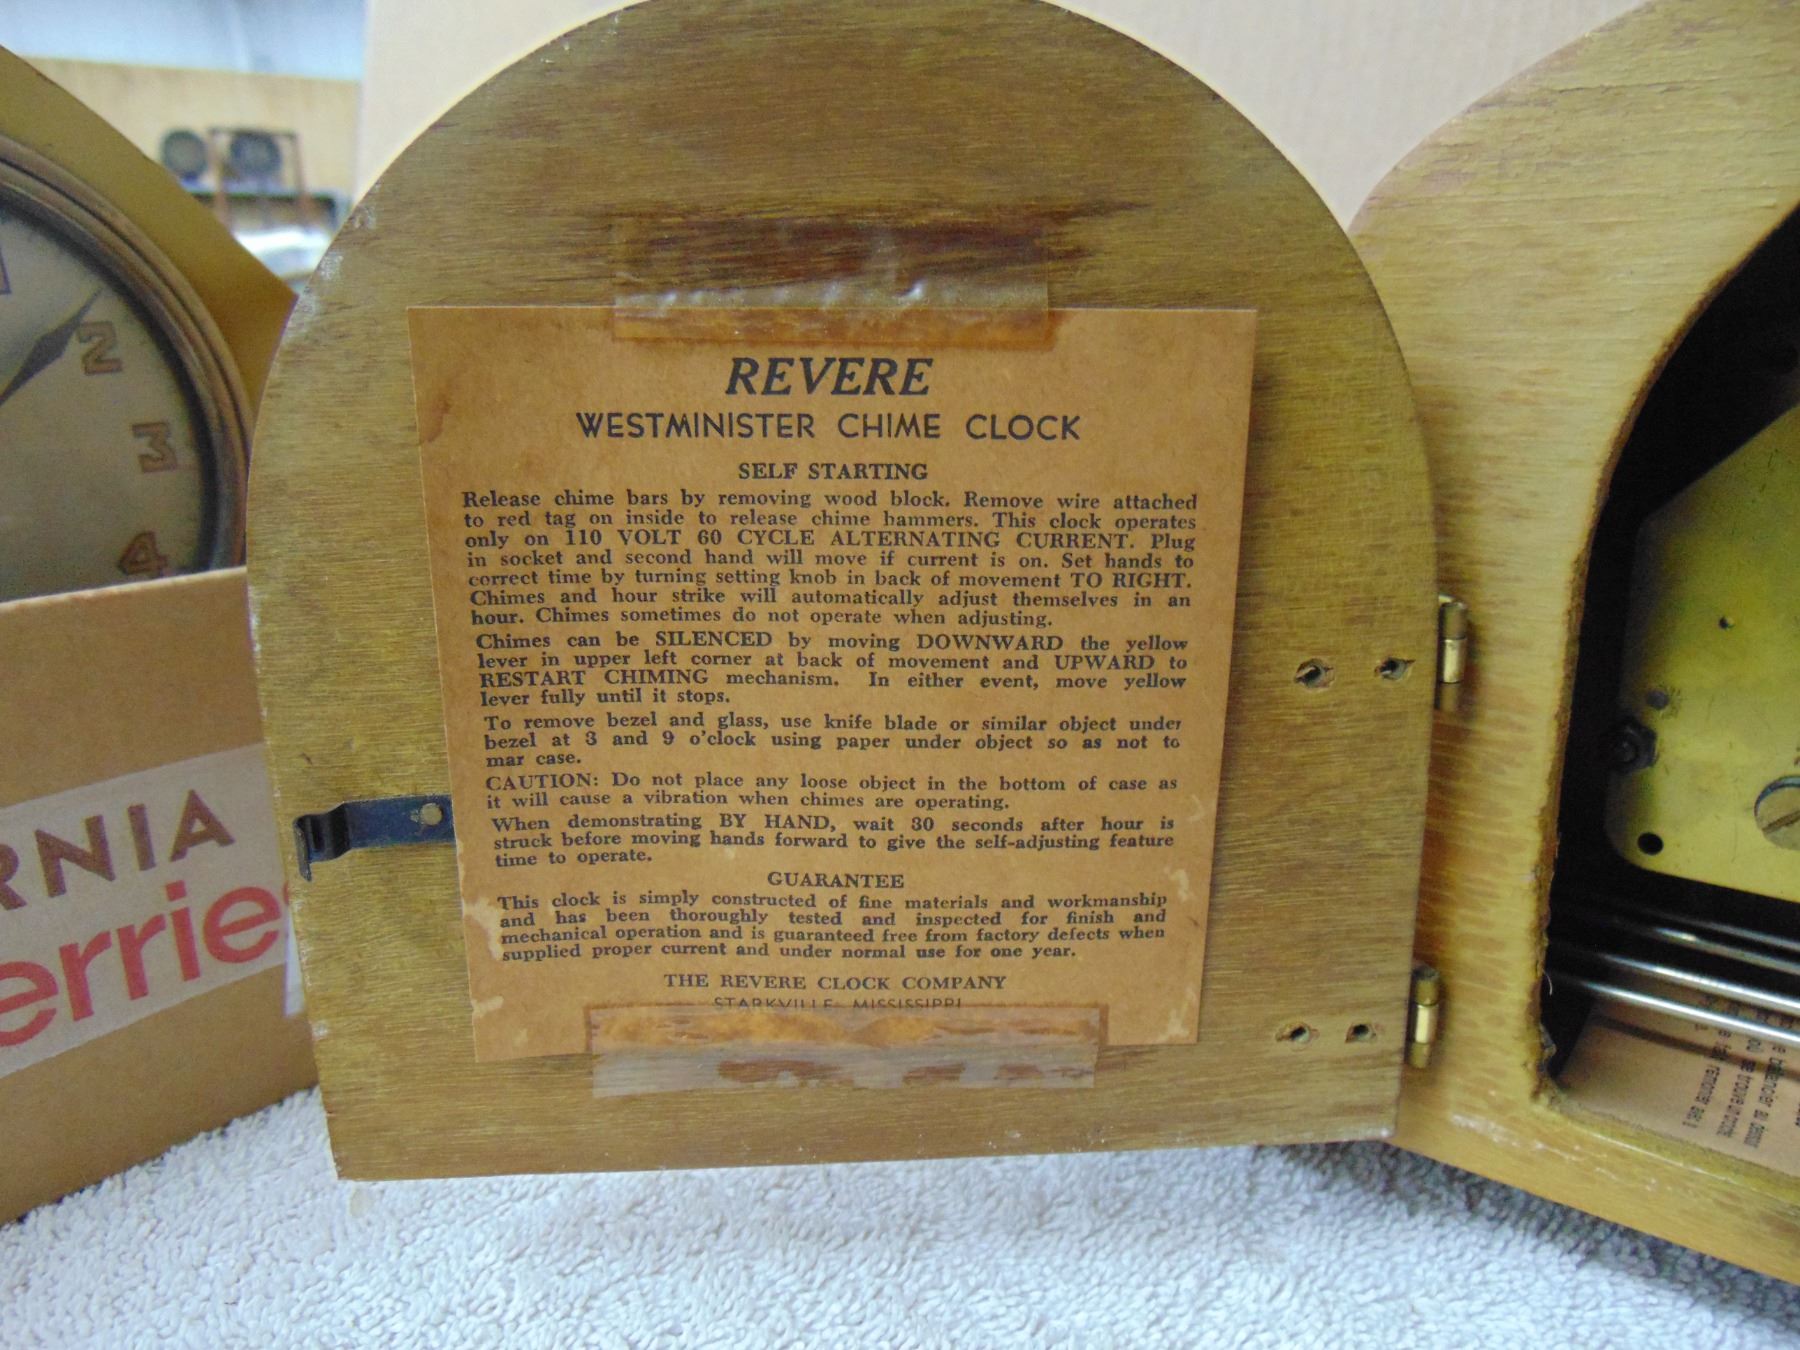 REVERE
WESTMINISTER CHIME CLOCK
SELF STARTING
Release chime bars by removing wood block. Remove wire attached
to red tag on inside to release chime hammers. This clock operates
only on 110 VOLT 60 CYCLE ALTERNATING CURRENT. Plug
in socket and second hand will move if current is on. Set hands to
correct time by turning setting knob in back of movement TO RIGHT.
Chimes and hour strike will automatically adjust themselves in an
hour. Chimes sometimes do not operate when adjusting.
Chimes can be SILENCED by moving DOWNWARD the yellow
lever in upper left corner at back of movement and UPWARD to
RESTART CHIMING mechanism. In either event, move yellow
lever fully until it stops.
To remove bezel and glass, use knife blade or similar object under
bezel at 3 and 9 o'clock using paper under object so as not to
mar case.
CAUTION: Do not place any loose object in the bottom of case as
it will cause a vibration when chimes are operating.
When demonstrating BY HAND, wait 30 seconds after hour is
struck before moving hands forward to give the self-adjusting feature
time to operate.
GUARANTEE
This clock is simply constructed of fine materials and workmanship
and has been thoroughly tested and inspected for finish and
mechanical operation and is guaranteed free from factory defects when
supplied proper current and under normal use for one year.
THE REVERE CLOCK COMPANY
STARKVILLE, MISSISSIPPI
2
3
4
RNIA
erries